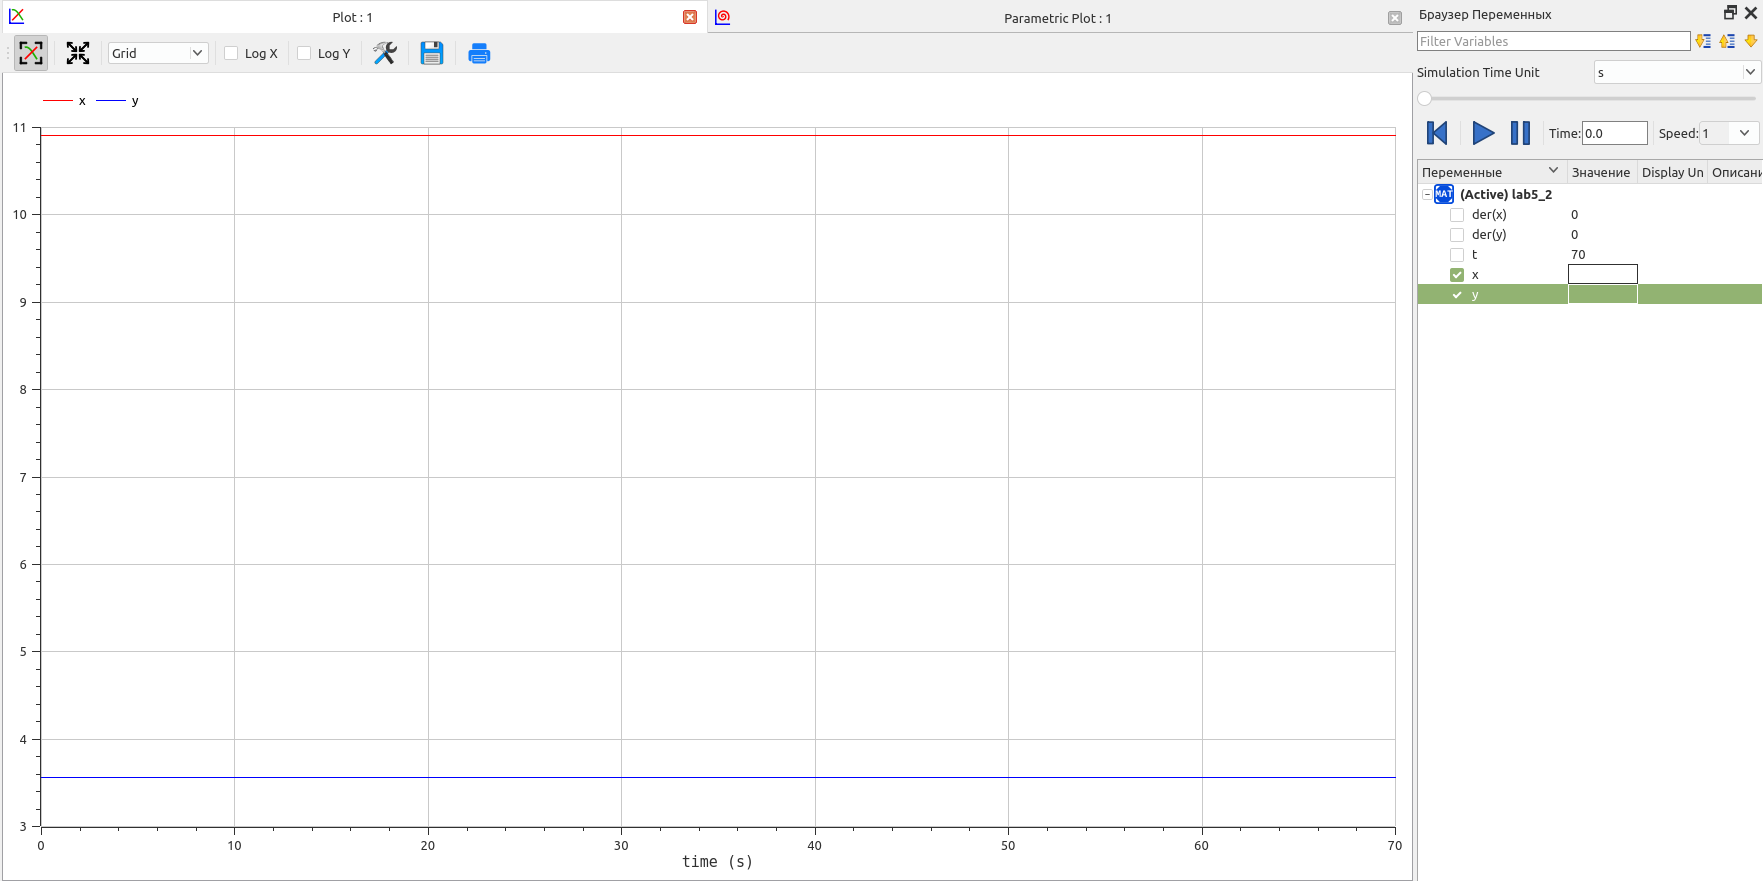 Plot : 1
Parametric Plot : 1
Grid
Log X
Log Y
x
y
11
10
9
8
7
6
5
4
3
0
10
20
30
40
50
60
70
time (s)
Браузер Переменных
Filter Variables
Simulation Time Unit
s
Time:
0.0
Speed:
1
Переменные
Значение
Display Un
Описани
MAT
(Active) lab5_2
der(x)
0
der(y)
0
t
70
x
y